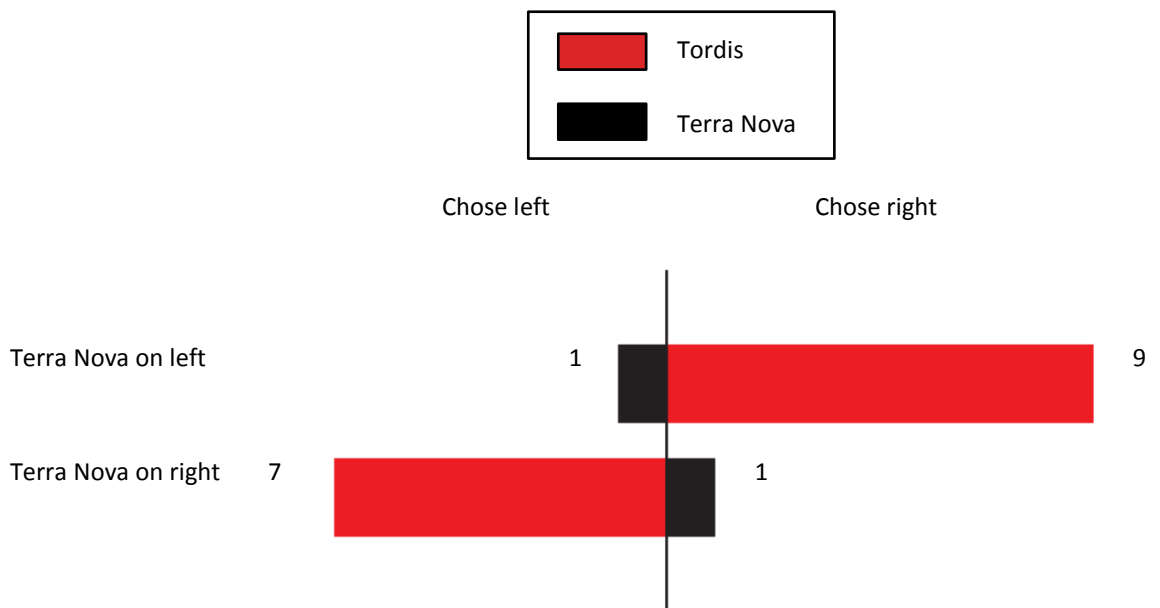 Tordis
Terra Nova
Chose left Chose right
Terra Nova on left 1 9
Terra Nova on right 7 1